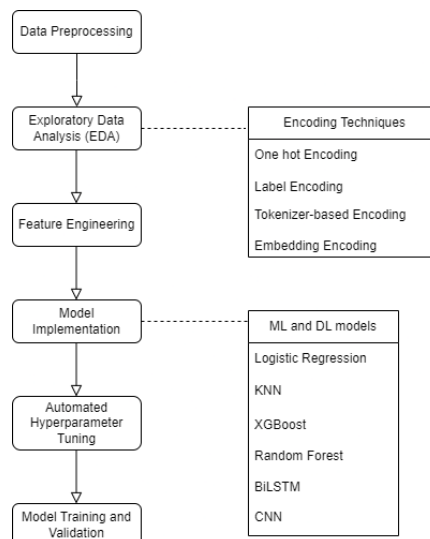 Data Preprocessing
Exploratory Data
Analysis (EDA)
Feature Engineering
Model
Implementation
Automated
Hyperparameter
Tuning
Model Training and
Validation
Encoding Techniques
One hot Encoding
Label Encoding
Tokenizer-based Encoding
Embedding Encoding
ML and DL models
Logistic Regression
KNN
XGBoost
Random Forest
BiLSTM
CNN